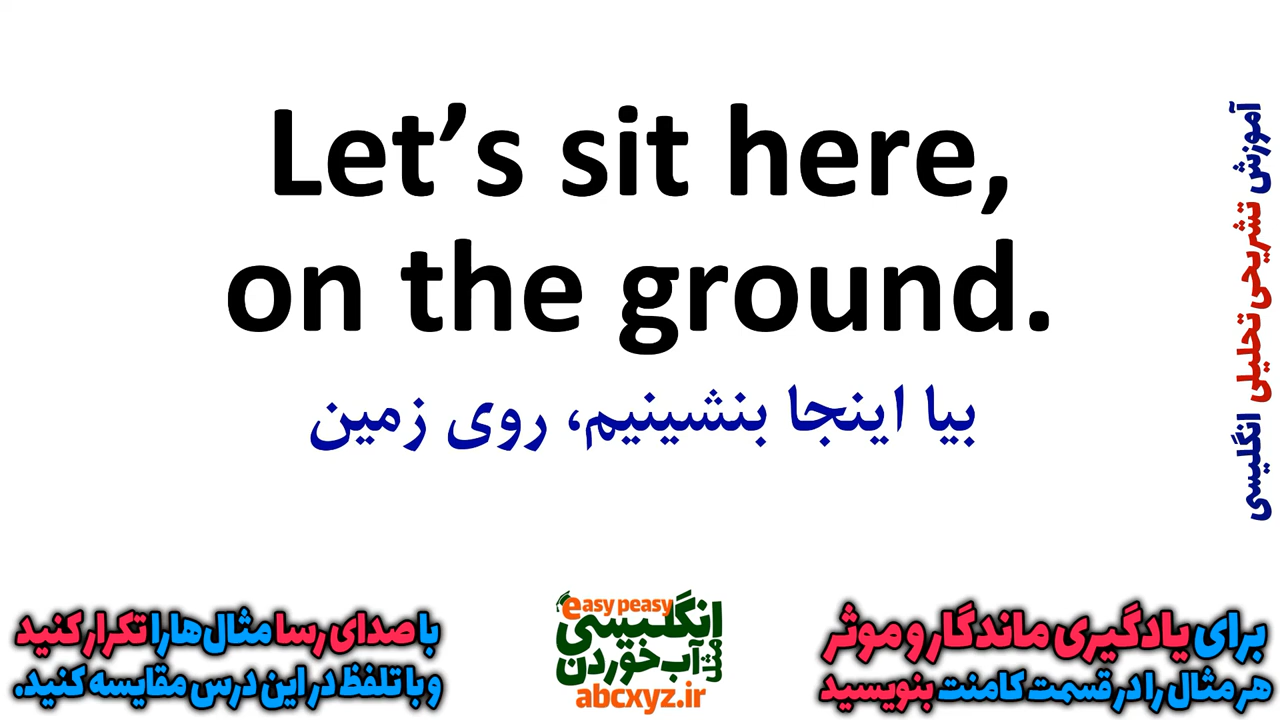 Let’s sit here,
on the ground.
بیا اینجا بنشینیم، روی زمین
آموزش تشریحی تحلیلی انگلیسی
برای یادگیری ماندگار و موثر
هر مثال را در قسمت کامنت بنویسید
easy peasy
انگلیسی
مثل آب خوردن
abcxyz.ir
با صدای رسا مثال‌ها را تکرار کنید
و با تلفظ در این درس مقایسه کنید.